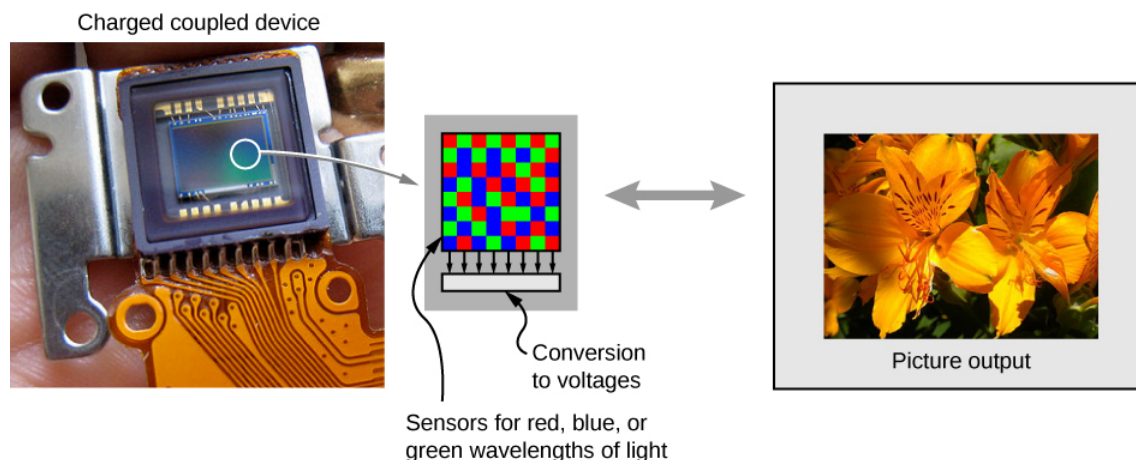 Charged coupled device
Conversion
to voltages
Sensors for red, blue, or
green wavelengths of light
Picture output